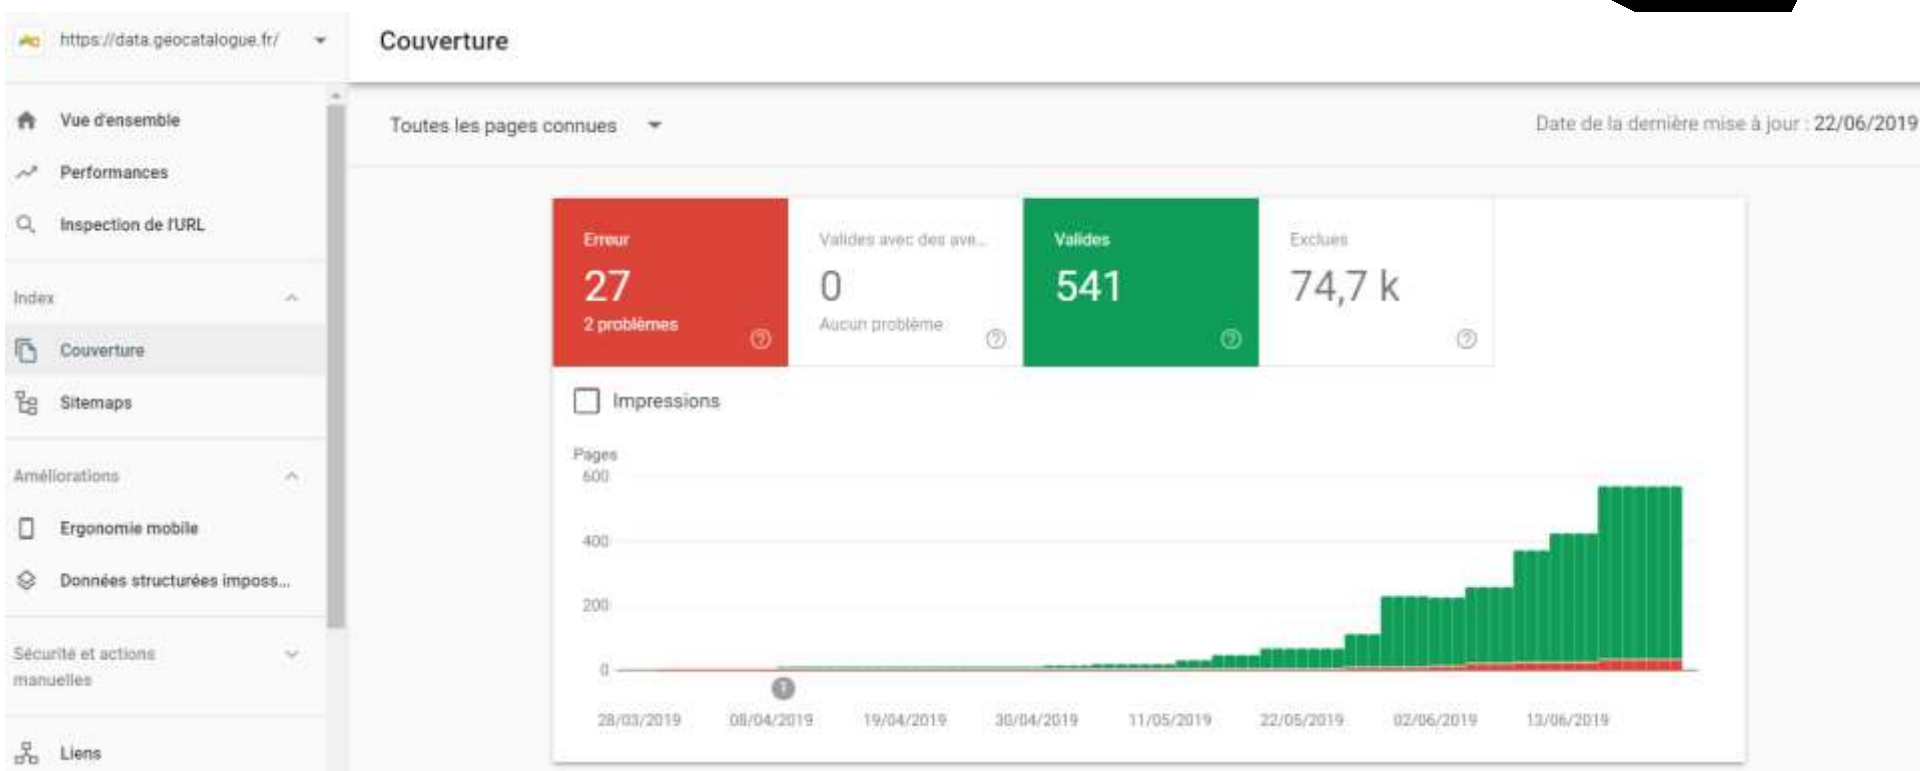 https://data.geocatalogue.fr/
Couverture
Vue d'ensemble
Performances
Inspection de l'URL
Index
Couverture
Sitemaps
Améliorations
Ergonomie mobile
Données structurées imposs...
Sécurité et actions
manuelles
Liens
Toutes les pages connues
Date de la dernière mise à jour : 22/06/2019
Erreur
27
2 problèmes
Valides avec des ave...
0
Aucun problème
Valides
541
Exclues
74,7 k
Impressions
Pages
600
400
200
0
28/03/2019 08/04/2019 19/04/2019 30/04/2019 11/05/2019 22/05/2019 02/06/2019 13/06/2019